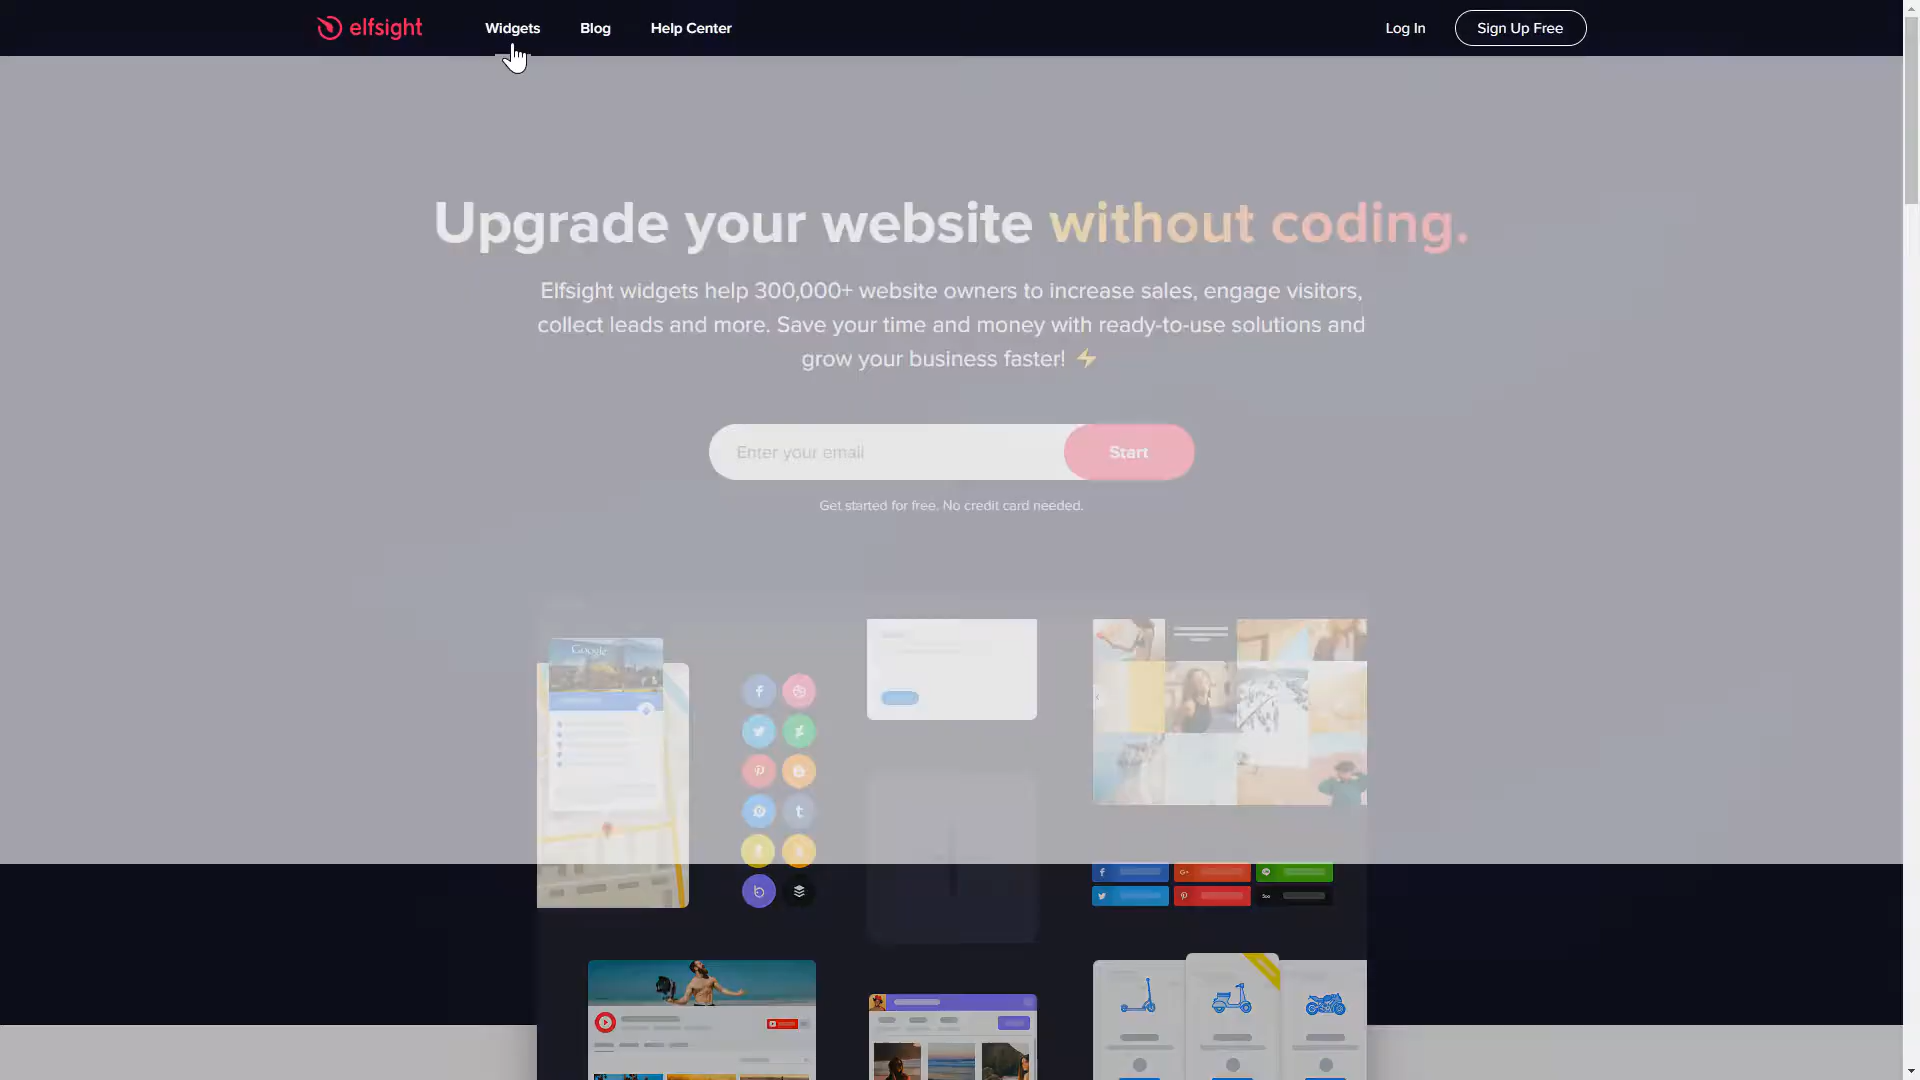 elfsight
Widgets
Blog
Help Center
Log In
Sign Up Free
Upgrade your website without coding.
Elfsight widgets help 300,000+ website owners to increase sales, engage visitors,
collect leads and more. Save your time and money with ready-to-use solutions and
grow your business faster! ⚡
Enter your email
Start
Get started for free. No credit card needed.
Google